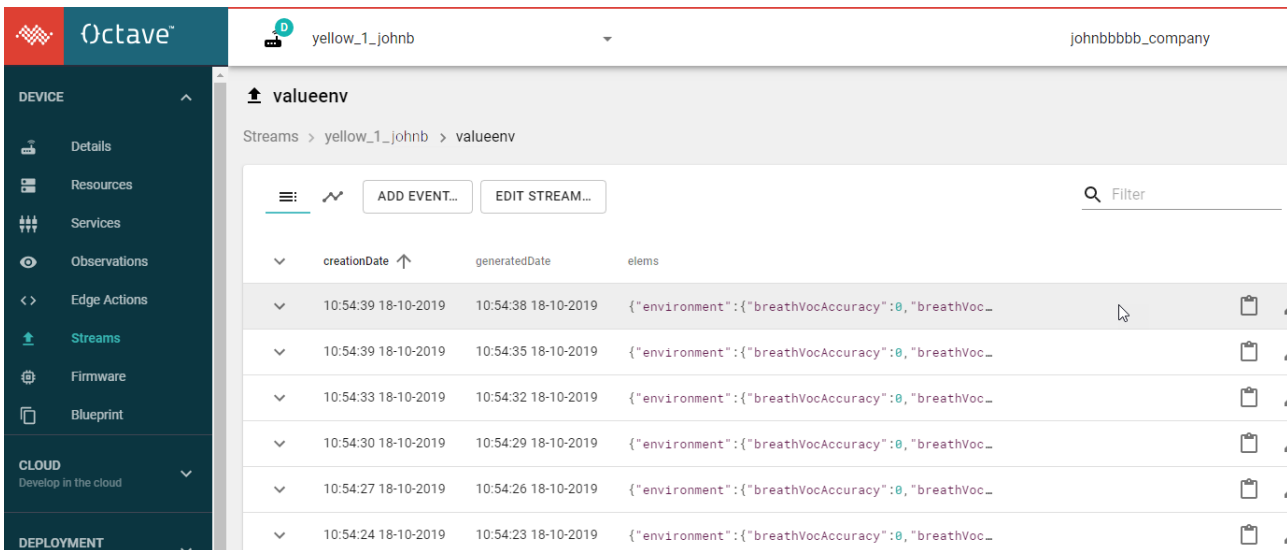 Octave™
D
yellow_1_johnb
johnbbbbb_company
DEVICE
Details
Resources
Services
Observations
Edge Actions
Streams
Firmware
Blueprint
CLOUD
Develop in the cloud
DEPLOYMENT
valueenv
Streams > yellow_1_johnb > valueenv
ADD EVENT...
EDIT STREAM...
Filter
creationDate generatedDate elems
10:54:39 18-10-2019 10:54:38 18-10-2019 {"environment":{"breathVocAccuracy":0,"breathVoc…
10:54:39 18-10-2019 10:54:35 18-10-2019 {"environment":{"breathVocAccuracy":0,"breathVoc…
10:54:33 18-10-2019 10:54:32 18-10-2019 {"environment":{"breathVocAccuracy":0,"breathVoc…
10:54:30 18-10-2019 10:54:29 18-10-2019 {"environment":{"breathVocAccuracy":0,"breathVoc…
10:54:27 18-10-2019 10:54:26 18-10-2019 {"environment":{"breathVocAccuracy":0,"breathVoc…
10:54:24 18-10-2019 10:54:23 18-10-2019 {"environment":{"breathVocAccuracy":0,"breathVoc…